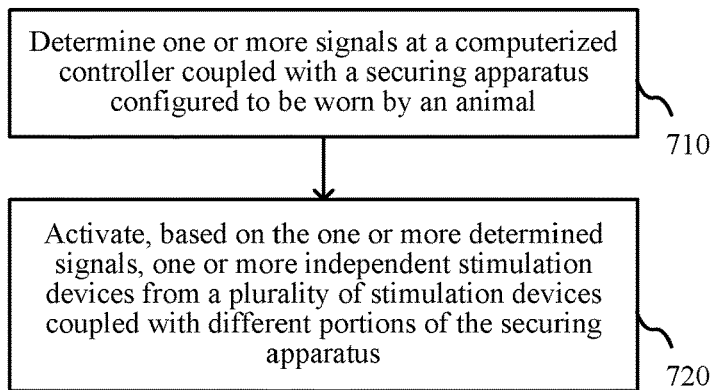 Determine one or more signals at a computerized
controller coupled with a securing apparatus
configured to be worn by an animal
710
Activate, based on the one or more determined
signals, one or more independent stimulation
devices from a plurality of stimulation devices
coupled with different portions of the securing
apparatus
720